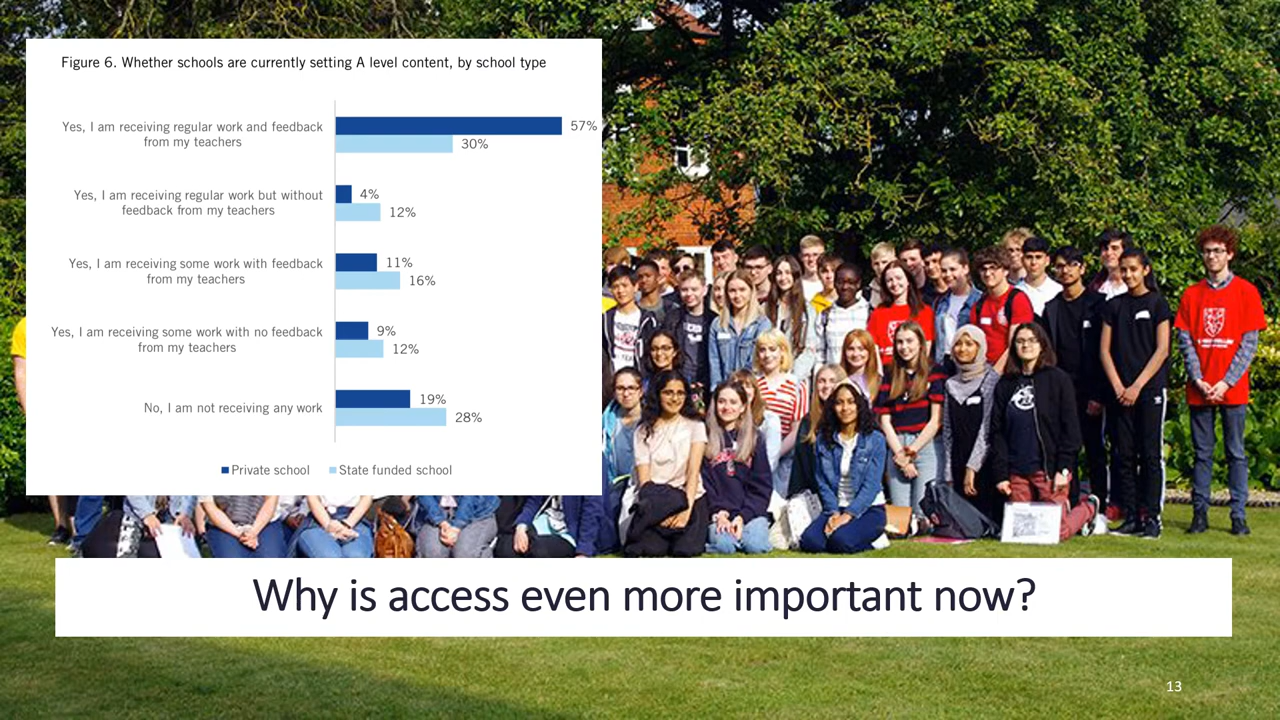 Figure 6. Whether schools are currently setting A level content, by school type
Yes, I am receiving regular work and feedback
from my teachers
57%
30%
Yes, I am receiving regular work but without
feedback from my teachers
4%
12%
Yes, I am receiving some work with feedback
from my teachers
11%
16%
Yes, I am receiving some work with no feedback
from my teachers
9%
12%
No, I am not receiving any work
19%
28%
Private school
State funded school
Why is access even more important now?
13